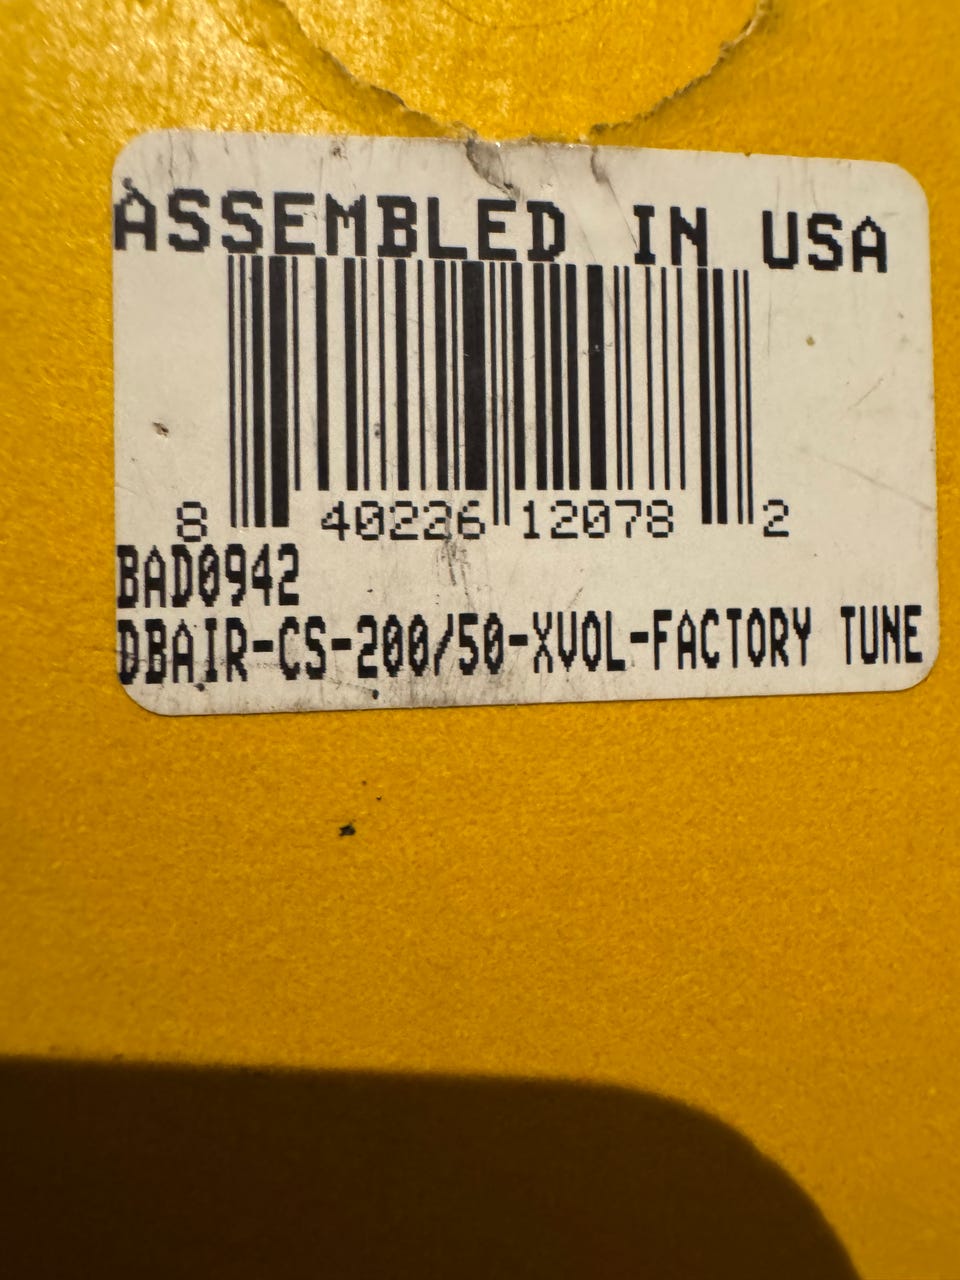 ASSEMBLED IN USA
8 40226 12078 2
BAD0942
DBAIR-CS-200/50-XVOL-FACTORY TUNE